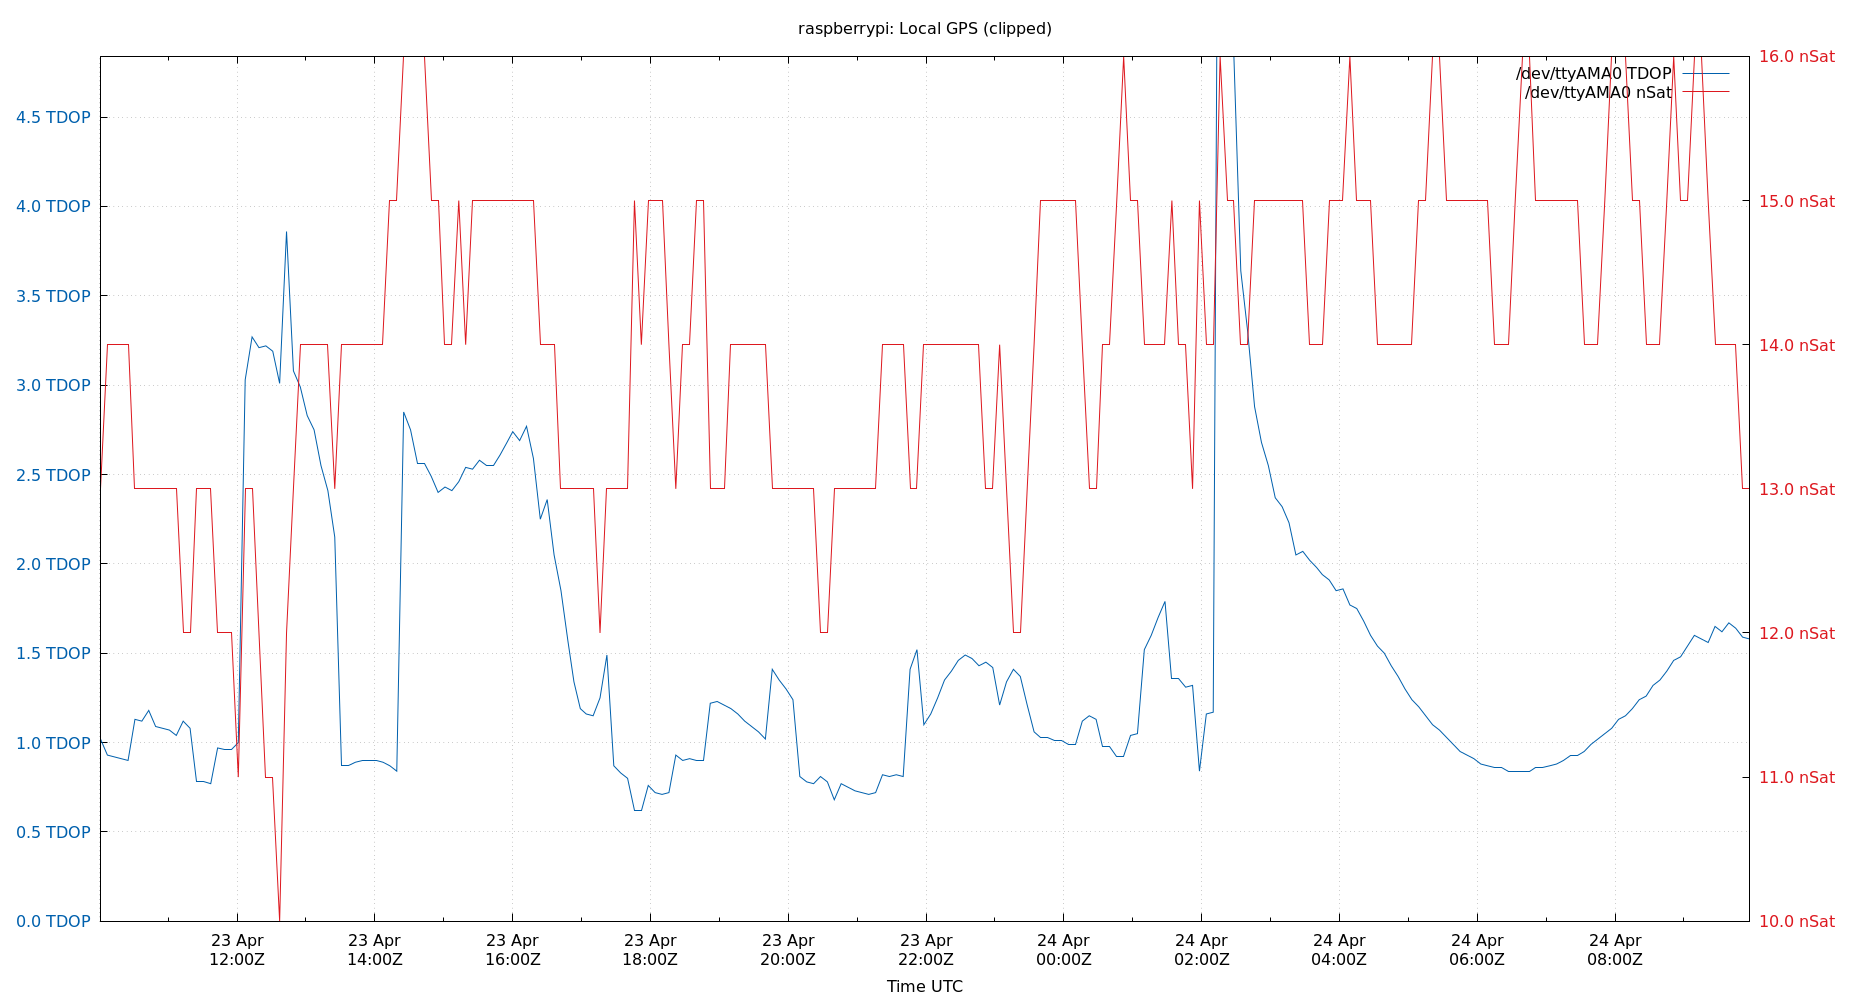 raspberrypi: Local GPS (clipped)
16.0 nSat
/dev/ttyAMA0 TDOP
/dev/ttyAMA0 nSat
4.5 TDOP
4.0 TDOP
15.0 nSat
3.5 TDOP
14.0 nSat
3.0 TDOP
2.5 TDOP
13.0 nSat
2.0 TDOP
12.0 nSat
1.5 TDOP
1.0 TDOP
11.0 nSat
0.5 TDOP
0.0 TDOP
10.0 nSat
23 Apr 23 Apr 23 Apr 23 Apr 23 Apr 23 Apr 24 Apr 24 Apr 24 Apr 24 Apr 24 Apr
12:00Z 14:00Z 16:00Z 18:00Z 20:00Z 22:00Z 00:00Z 02:00Z 04:00Z 06:00Z 08:00Z
Time UTC